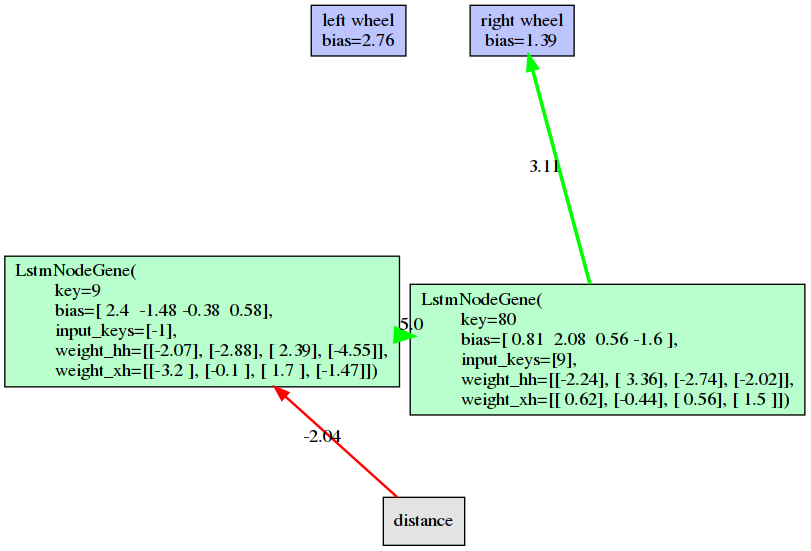 left wheel
bias=2.76
right wheel
bias=1.39
3.11
LstmNodeGene(
key=9
bias=[ 2.4  -1.48 -0.38  0.58],
input_keys=[-1],
weight_hh=[[-2.07], [-2.88], [ 2.39], [-4.55]],
weight_xh=[[-3.2 ], [-0.1 ], [ 1.7 ], [-1.47]])
5.0
LstmNodeGene(
key=80
bias=[ 0.81  2.08  0.56 -1.6 ],
input_keys=[9],
weight_hh=[[-2.24], [ 3.36], [-2.74], [-2.02]],
weight_xh=[[ 0.62], [-0.44], [ 0.56], [ 1.5 ]])
-2.04
distance